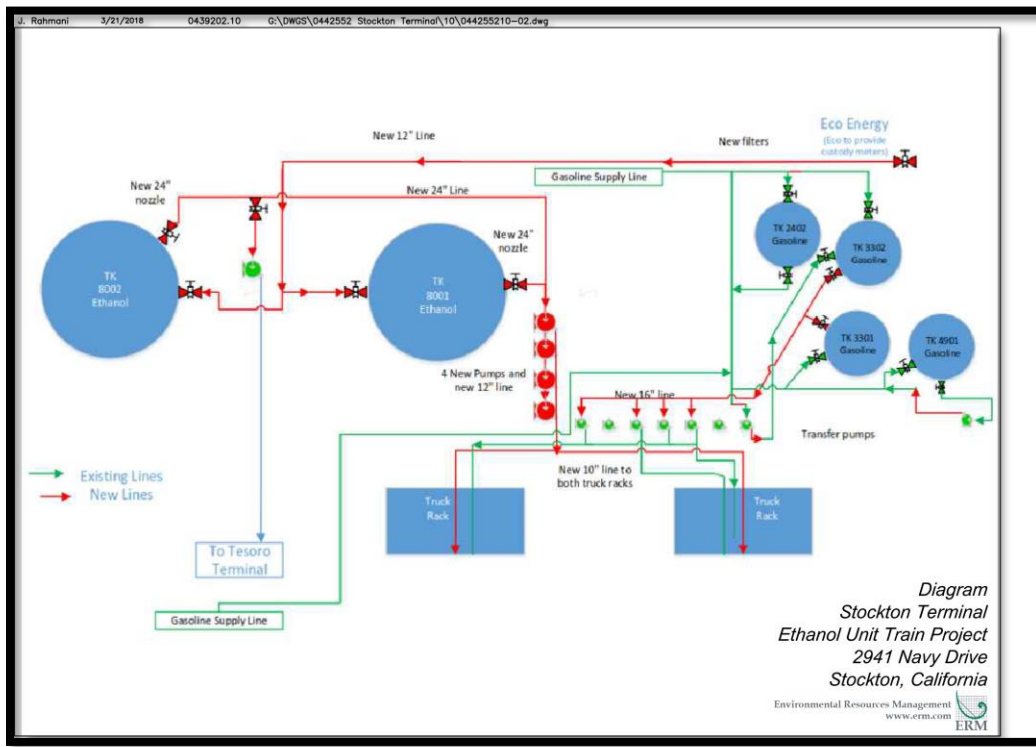 J. Rahmani 3/21/2018 0439202.10 G:\DWGS\0442552 Stockton Terminal\10\044255210-02.dwg
Eco Energy
(Eco to provide
custody meters)
New 12" Line
New filters
Gasoline Supply Line
New 24"
nozzle
New 24" Line
New 24"
nozzle
TK 2402
Gasoline
TK 3302
Gasoline
TK
8002
Ethanol
TK
8001
Ethanol
TK 3301
Gasoline
TK 4901
Gasoline
4 New Pumps and
new 12" line
New 16" line
Transfer pumps
Existing Lines
New Lines
New 10" line to
both truck racks
Truck
Rack
Truck
Rack
To Tesoro
Terminal
Gasoline Supply Line
Diagram
Stockton Terminal
Ethanol Unit Train Project
2941 Navy Drive
Stockton, California
Environmental Resources Management
www.erm.com
ERM